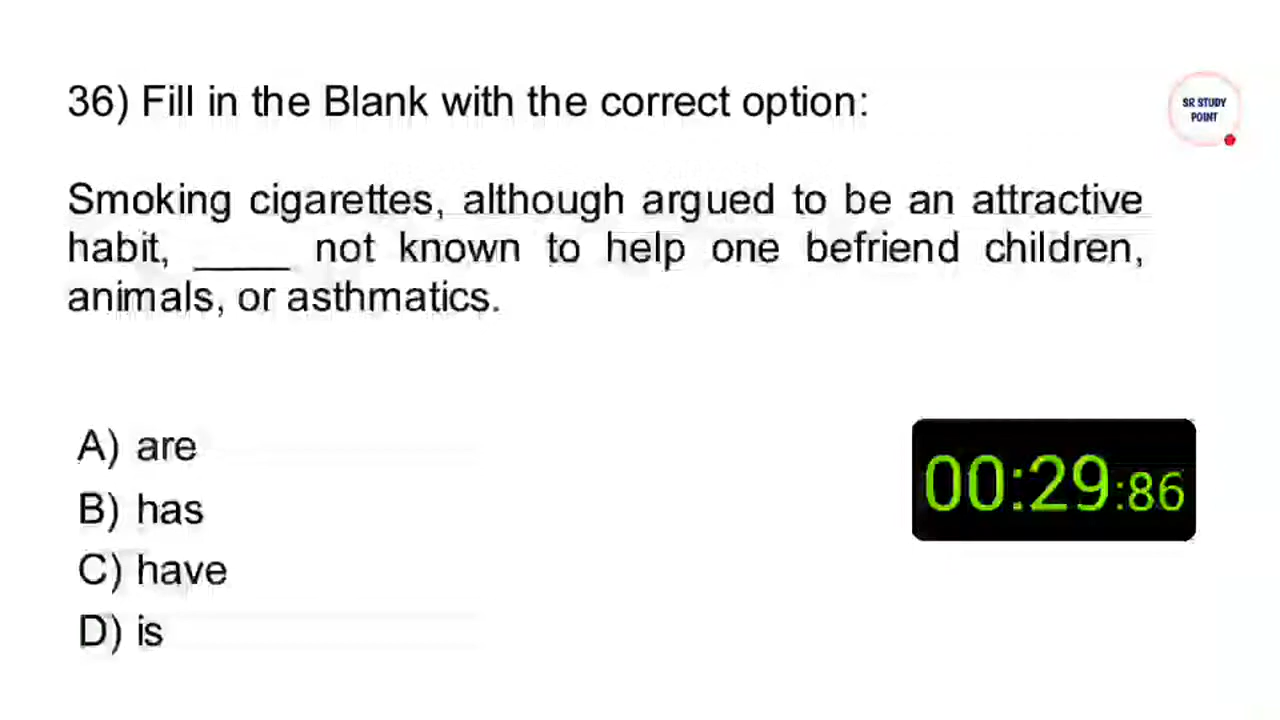 36) Fill in the Blank with the correct option:
SR STUDY
POINT
Smoking cigarettes, although argued to be an attractive
habit, ____ not known to help one befriend children,
animals, or asthmatics.
A) are
B) has
C) have
D) is
00:29:86